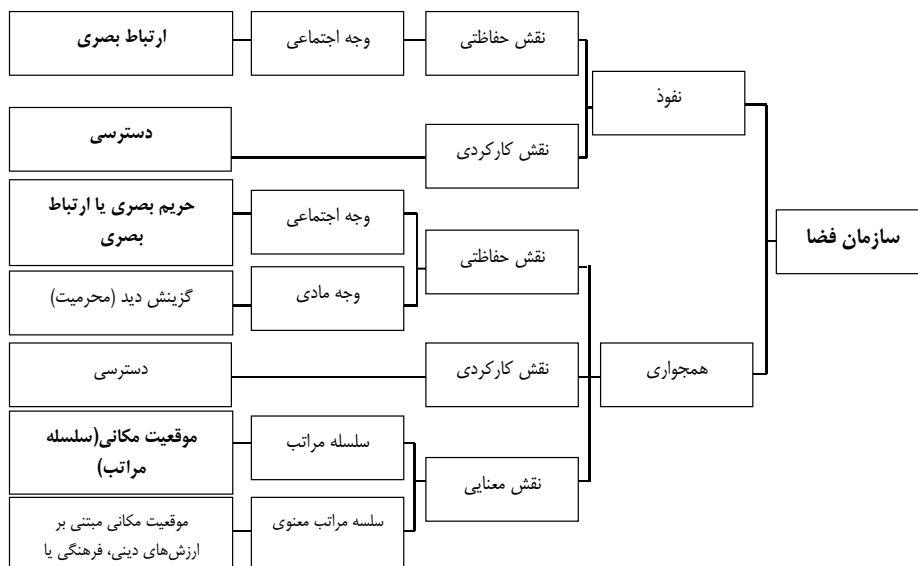 سازمان فضا
نفوذ
نقش حفاظتی
وجه اجتماعی
ارتباط بصری
نقش کارکردی
دسترسی
همجواری
نقش حفاظتی
وجه اجتماعی
حریم بصری یا ارتباط
بصری
وجه مادی
گزینش دید (محرمیت)
نقش کارکردی
دسترسی
نقش معنایی
سلسله مراتب
موقعیت مکانی(سلسله
مراتب)
سلسه مراتب معنوی
موقعیت مکانی مبتنی بر
ارزش‌های دینی، فرهنگی یا